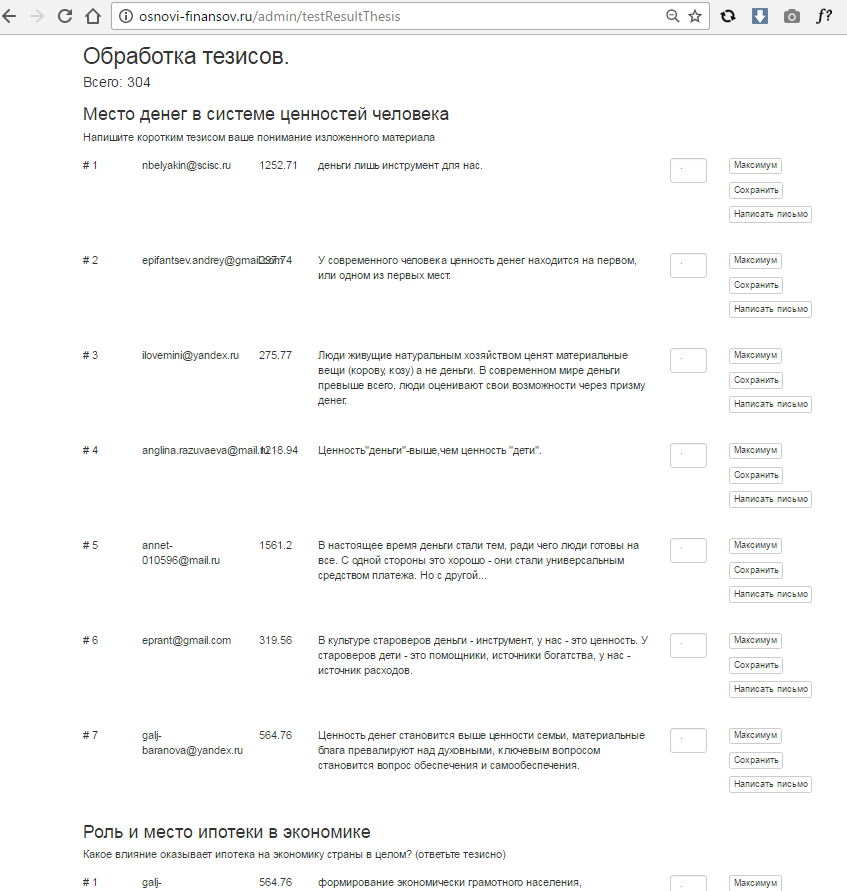 osnovi-finansov.ru/admin/testResultThesis
f?
Обработка тезисов.
Всего: 304
Место денег в системе ценностей человека
Напишите коротким тезисом ваше понимание изложенного материала
# 1 nbelyakin@scisc.ru 1252.71 деньги лишь инструмент для нас. Максимум
Сохранить
Написать письмо
# 2 epifantsev.andrey@gmail.com 297.74 У современного человека ценность денег находится на первом, Максимум
или одном из первых мест.
Сохранить
Написать письмо
# 3 ilovemini@yandex.ru 275.77 Люди живущие натуральным хозяйством ценят материальные Максимум
вещи (корову, козу) а не деньги. В современном мире деньги
превыше всего, люди оценивают свои возможности через призму Сохранить
денег.
Написать письмо
# 4 anglina.razuvaeva@mail.ru 1218.94 Ценность"деньги"-выше,чем ценность "дети". Максимум
Сохранить
Написать письмо
# 5 annet- 1561.2 В настоящее время деньги стали тем, ради чего люди готовы на Максимум
010596@mail.ru все. С одной стороны это хорошо - они стали универсальным
средством платежа. Но с другой... Сохранить
Написать письмо
# 6 eprant@gmail.com 319.56 В культуре староверов деньги - инструмент, у нас - это ценность. У Максимум
староверов дети - это помощники, источники богатства, у нас -
источник расходов. Сохранить
Написать письмо
# 7 galj- 564.76 Ценность денег становится выше ценности семьи, материальные Максимум
baranova@yandex.ru блага превалируют над духовными, ключевым вопросом
становится вопрос обеспечения и самообеспечения. Сохранить
Написать письмо
Роль и место ипотеки в экономике
Какое влияние оказывает ипотека на экономику страны в целом? (ответьте тезисно)
# 1 galj- 564.76 формирование экономически грамотного населения, Максимум